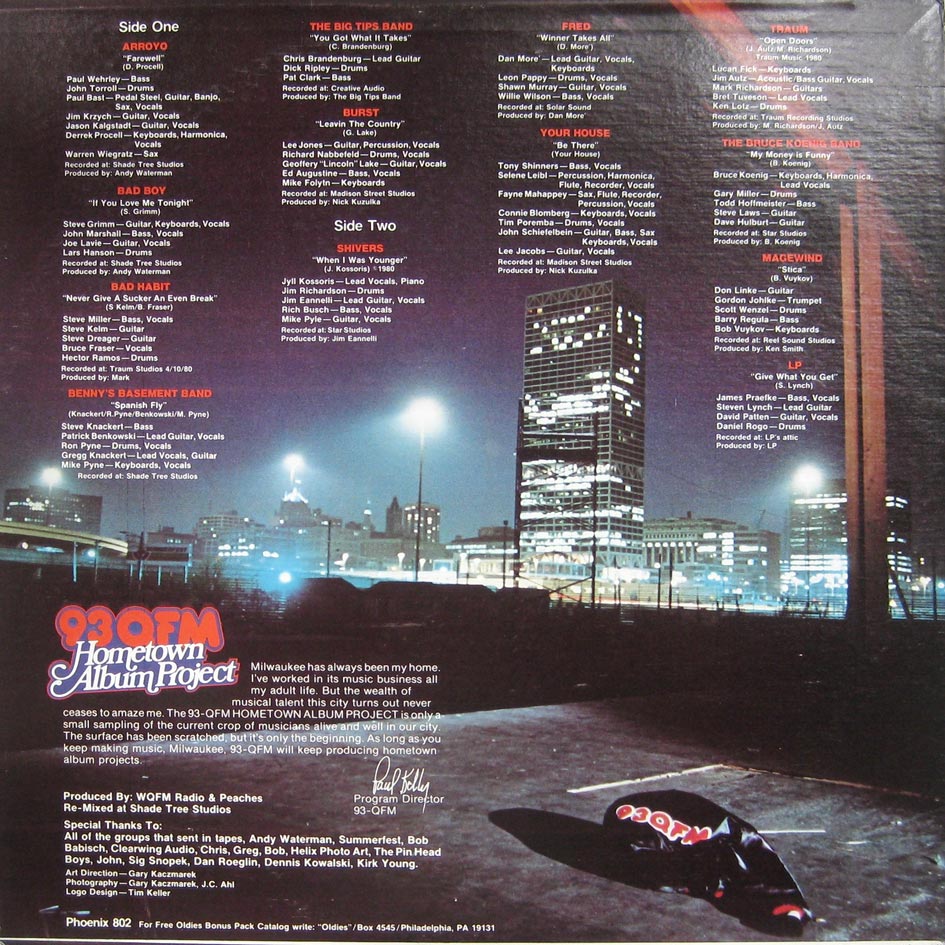 Side One
ARROYO
"Farewell"
(D. Procell)
Paul Wehrley—Bass
John Torroll—Drums
Paul Bast—Pedal Steel, Guitar, Banjo,
Sax, Vocals
Jim Krzych—Guitar, Vocals
Jason Kalgstadt—Guitar, Vocals
Derrek Procell—Keyboards, Harmonica,
Vocals
Warren Wiegratz—Sax
Recorded at: Shade Tree Studios
Produced by: Andy Waterman
BAD BOY
"If You Love Me Tonight"
(S. Grimm)
Steve Grimm—Guitar, Keyboards, Vocals
John Marshall—Bass, Vocals
Joe Lavie—Guitar, Vocals
Lars Hanson—Drums
Recorded at: Shade Tree Studios
Produced by: Andy Waterman
BAD HABIT
"Never Give A Sucker An Even Break"
(S Kelm/B. Fraser)
Steve Miller—Bass, Vocals
Steve Kelm—Guitar
Steve Dreager—Guitar
Bruce Fraser—Vocals
Hector Ramos—Drums
Recorded at: Traum Studios 4/10/80
Produced by: Mark
BENNY'S BASEMENT BAND
"Spanish Fly"
(Knackert/R.Pyne/Benkowski/M. Pyne)
Steve Knackert—Bass
Patrick Benkowski—Lead Guitar, Vocals
Ron Pyne—Drums, Vocals
Gregg Knackert—Lead Vocals, Guitar
Mike Pyne—Keyboards, Vocals
Recorded at: Shade Tree Studios
THE BIG TIPS BAND
"You Got What It Takes"
(C. Brandenburg)
Chris Brandenburg—Lead Guitar
Dick Ripley—Drums
Pat Clark—Bass
Recorded at: Creative Audio
Produced by: The Big Tips Band
BURST
"Leavin The Country"
(G. Lake)
Lee Jones—Guitar, Percussion, Vocals
Richard Nabbefeld—Drums, Vocals
Geoffery "Lincoln" Lake—Guitar, Vocals
Ed Augustine—Bass, Vocals
Mike Folytn—Keyboards
Recorded at: Madison Street Studios
Produced by: Nick Kuzulka
Side Two
SHIVERS
"When I Was Younger"
(J. Kossoris) ©1980
Jyll Kossoris—Lead Vocals, Piano
Jim Richardson—Drums
Jim Eannelli—Lead Guitar, Vocals
Rich Busch—Bass, Vocals
Mike Pyle—Guitar, Vocals
Recorded at: Star Studios
Produced by: Jim Eannelli
FRED
"Winner Takes All"
(D. More')
Dan More'—Lead Guitar, Vocals,
Keyboards
Leon Pappy—Drums, Vocals
Shawn Murray—Guitar, Vocals
Willie Wilson—Bass, Vocals
Recorded at: Solar Sound
Produced by: Dan More'
YOUR HOUSE
"Be There"
(Your House)
Tony Shinners—Bass, Vocals
Selene Leibl—Percussion, Harmonica,
Flute, Recorder, Vocals
Fayne Mahappey—Sax, Flute, Recorder,
Percussion, Vocals
Connie Blomberg—Keyboards, Vocals
Tim Poremba—Drums, Vocals
John Schiefelbein—Guitar, Bass, Sax
Keyboards, Vocals
Lee Jacobs—Guitar, Vocals
Recorded at: Madison Street Studios
Produced by: Nick Kuzulka
TRAUM
"Open Doors"
(J. Autz/M. Richardson)
Traum Music 1980
Lucan Fick—Keyboards
Jim Autz—Acoustic/Bass Guitar, Vocals
Mark Richardson—Guitars
Bret Tuveson—Lead Vocals
Ken Lotz—Drums
Recorded at: Traum Recording Studios
Produced by: M. Richardson/J, Autz
THE BRUCE KOENIG BAND
"My Money is Funny"
(B. Koenig)
Bruce Koenig—Keyboards, Harmonica,
Lead Vocals
Gary Miller—Drums
Todd Hoffmeister—Bass
Steve Laws—Guitar
Dave Hulburt—Guitar
Recorded at: Star Studios
Produced by: B. Koenig
MAGEWIND
"Stica"
(B. Vuykov)
Don Linke—Guitar
Gordon Johlke—Trumpet
Scott Wenzel—Drums
Barry Regula—Bass
Bob Vuykov—Keyboards
Recorded at: Reel Sound Studios
Produced by: Ken Smith
LP
"Give What You Get"
(S. Lynch)
James Praefke—Bass, Vocals
Steven Lynch—Lead Guitar
David Patten—Guitar, Vocals
Daniel Rogo—Drums
Recorded at: LP's attic
Produced by: LP
93QFM
Hometown
Album Project
Milwaukee has always been my home.
I've worked in its music business all
my adult life. But the wealth of
musical talent this city turns out never
ceases to amaze me. The 93-QFM HOMETOWN ALBUM PROJECT is only a
small sampling of the current crop of musicians alive and well in our city.
The surface has been scratched, but it's only the beginning. As long as you
keep making music, Milwaukee, 93-QFM will keep producing hometown
album projects.
Paul Kelly
Program Director
93-QFM
Produced By: WQFM Radio & Peaches
Re-Mixed at Shade Tree Studios
Special Thanks To:
All of the groups that sent in tapes, Andy Waterman, Summerfest, Bob
Babisch, Clearwing Audio, Chris, Greg, Bob, Helix Photo Art, The Pin Head
Boys, John, Sig Snopek, Dan Roeglin, Dennis Kowalski, Kirk Young.
Art Direction—Gary Kaczmarek
Photography—Gary Kaczmarek, J.C. Ahl
Logo Design—Tim Keller
93QFM
Phoenix 802 For Free Oldies Bonus Pack Catalog write: "Oldies"/Box 4545/Philadelphia, PA 19131